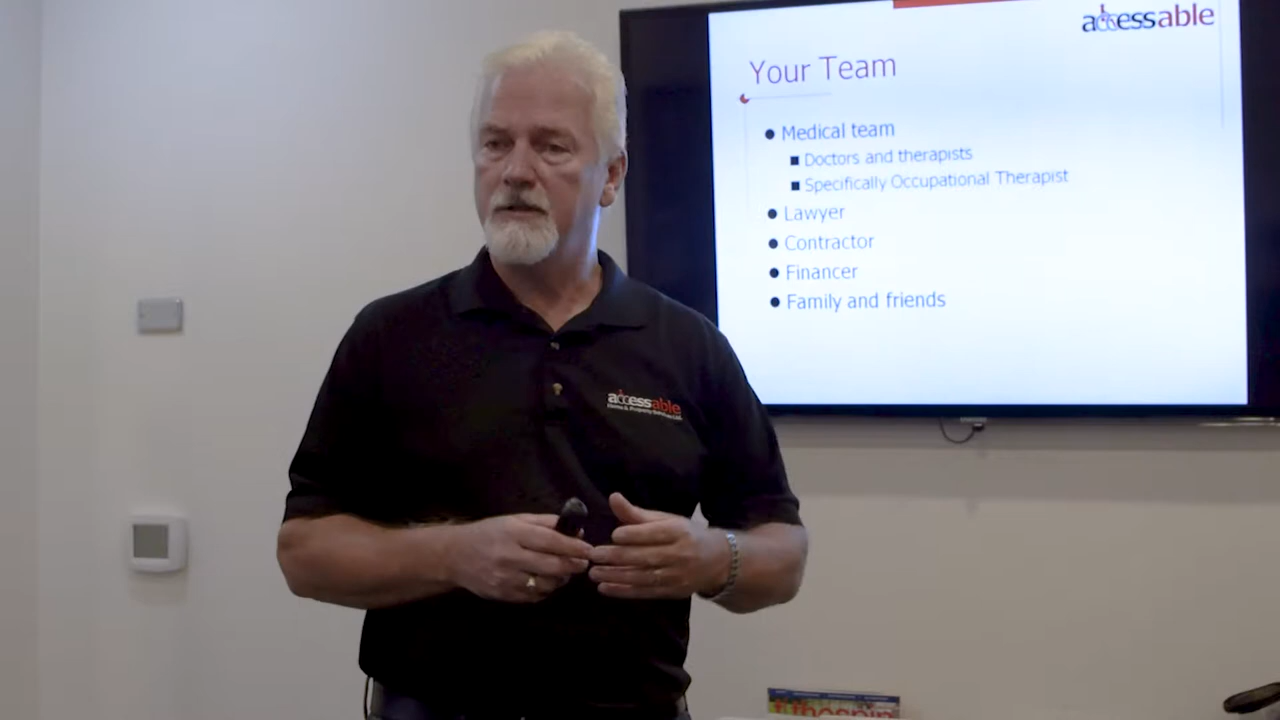 accessable
Your Team
Medical team
Doctors and therapists
Specifically Occupational Therapist
Lawyer
Contractor
Financer
Family and friends
accessable